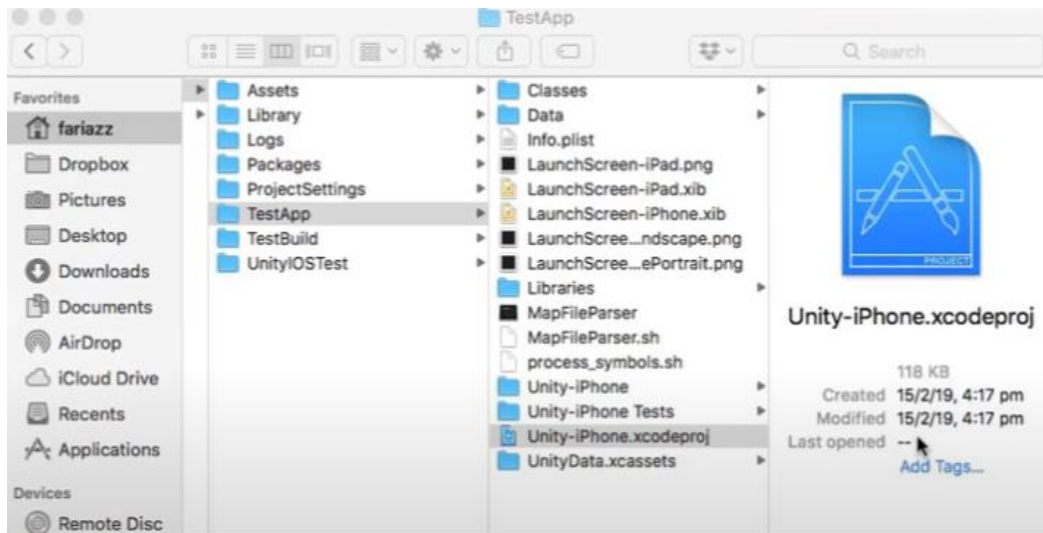 TestApp
Search
Favorites
fariazz
Dropbox
Pictures
Desktop
Downloads
Documents
AirDrop
iCloud Drive
Recents
Applications
Devices
Remote Disc
Assets
Library
Logs
Packages
ProjectSettings
TestApp
TestBuild
UnityIOSTest
Classes
Data
Info.plist
LaunchScreen-iPad.png
LaunchScreen-iPad.xib
LaunchScreen-iPhone.xib
LaunchScree...ndscape.png
LaunchScree...ePortrait.png
Libraries
MapFileParser
MapFileParser.sh
process_symbols.sh
Unity-iPhone
Unity-iPhone Tests
Unity-iPhone.xcodeproj
UnityData.xcassets
PROJECT
Unity-iPhone.xcodeproj
118 KB
Created 15/2/19, 4:17 pm
Modified 15/2/19, 4:17 pm
Last opened --
Add Tags...